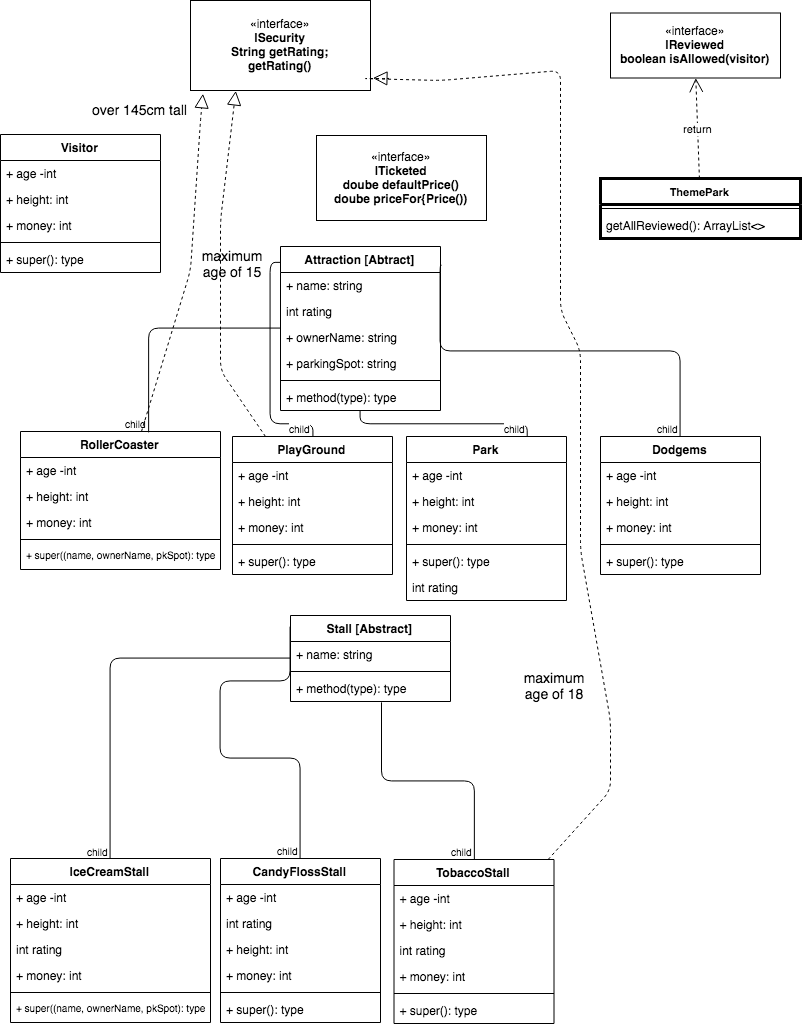 «interface»
ISecurity
String getRating;
getRating()
«interface»
IReviewed
boolean isAllowed(visitor)
over 145cm tall
return
Visitor
+ age -int
+ height: int
+ money: int
+ super(): type
«interface»
ITicketed
doube defaultPrice()
doube priceFor{Price())
ThemePark
getAllReviewed(): ArrayList<>
maximum
age of 15
Attraction [Abtract]
+ name: string
int rating
+ ownerName: string
+ parkingSpot: string
+ method(type): type
child
RollerCoaster
+ age -int
+ height: int
+ money: int
+ super((name, ownerName, pkSpot): type
child
PlayGround
+ age -int
+ height: int
+ money: int
+ super(): type
child
Park
+ age -int
+ height: int
+ money: int
+ super(): type
int rating
child
Dodgems
+ age -int
+ height: int
+ money: int
+ super(): type
Stall [Abstract]
+ name: string
+ method(type): type
maximum
age of 18
child
IceCreamStall
+ age -int
+ height: int
int rating
+ money: int
+ super((name, ownerName, pkSpot): type
child
CandyFlossStall
+ age -int
int rating
+ height: int
+ money: int
+ super(): type
child
TobaccoStall
+ age -int
+ height: int
int rating
+ money: int
+ super(): type